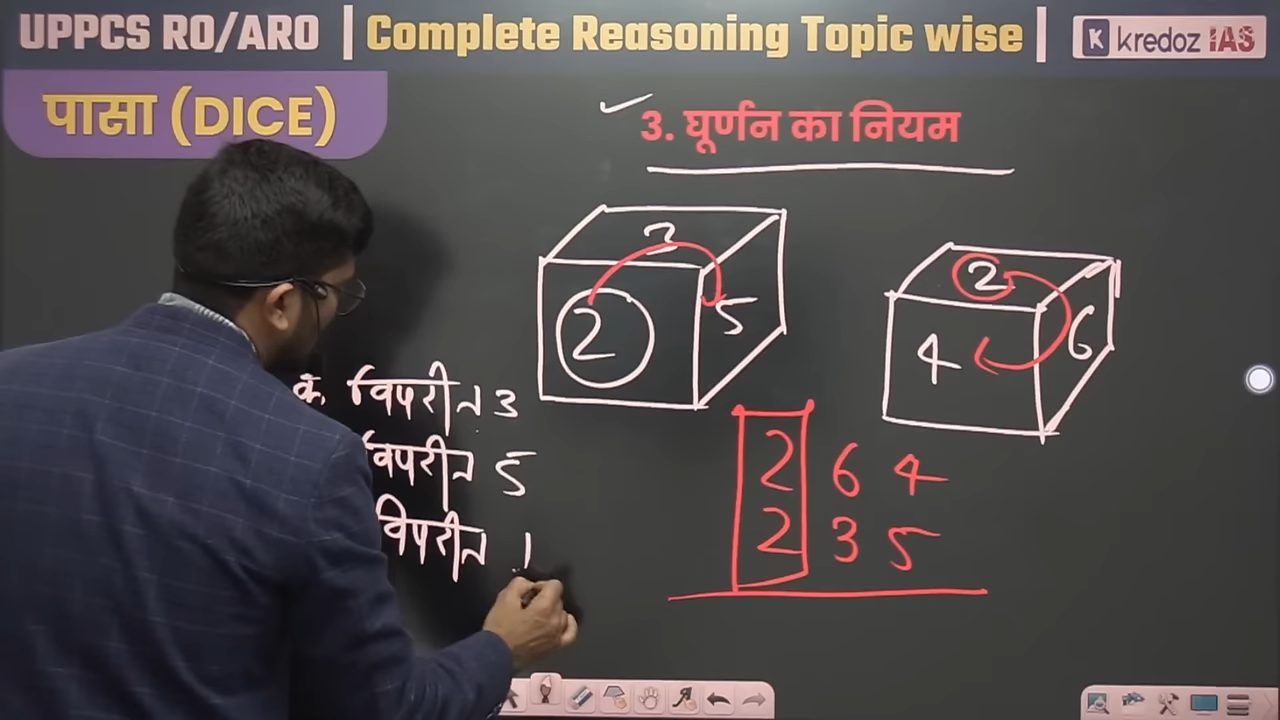 UPPCS RO/ARO | Complete Reasoning Topic wise |
K kredoz IAS
पासा (DICE)
3. घूर्णन का नियम
3
2
5
2
4
6
विपरीत 3
विपरीत 5
विपरीत 1
2 6 4
2 3 5